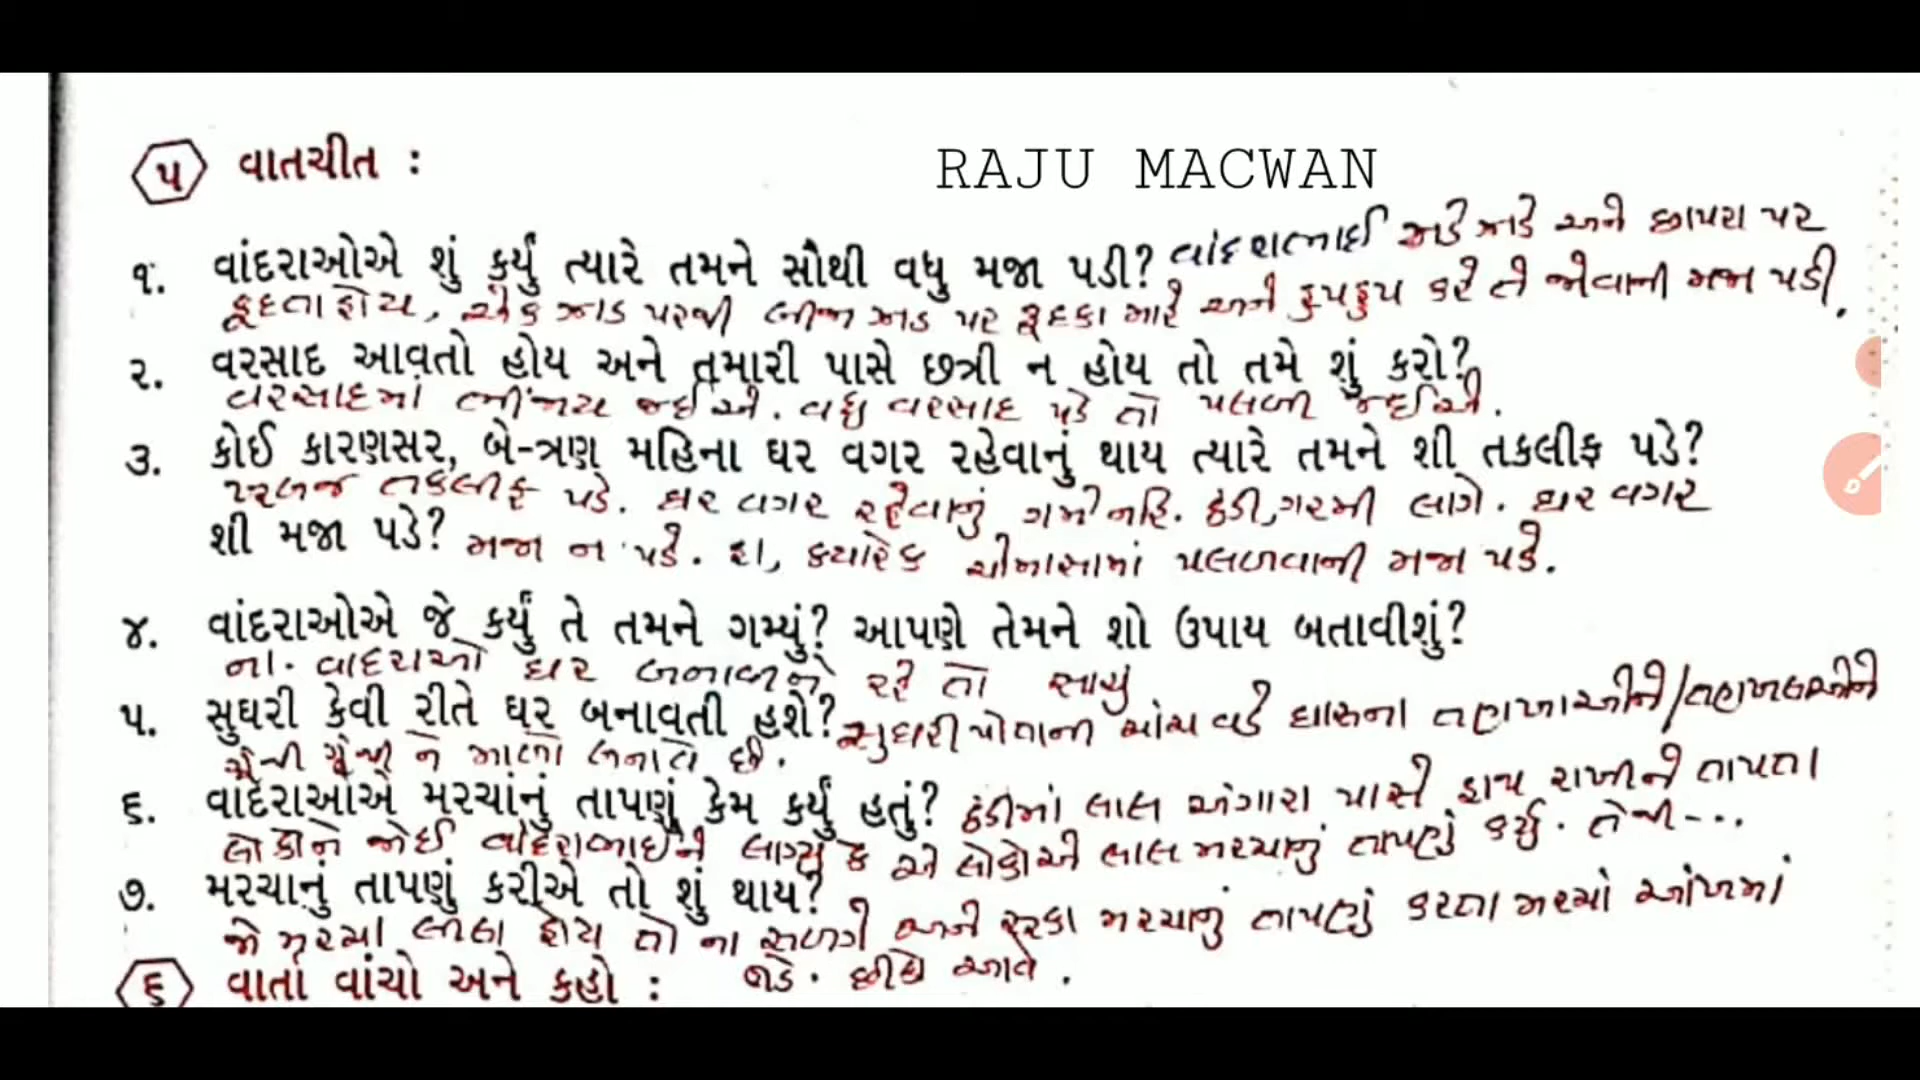 ૫ વાતચીત :
RAJU MACWAN
૧. વાંદરાઓએ શું કર્યું ત્યારે તમને સૌથી વધુ મજા પડી? વાંદરાભાઈ ઝાડે ઝાડે અને છાપરા પર
કૂદતા હોય, એક ઝાડ પરથી બીજા ઝાડ પર કૂદકા મારે અને હુપહુપ કરે તે જોવાની મજા પડી.
૨. વરસાદ આવતો હોય અને તમારી પાસે છત્રી ન હોય તો તમે શું કરો?
વરસાદમાં ભીંજાય જઈએ. વધુ વરસાદ પડે તો પલળી જઈએ.
૩. કોઈ કારણસર, બે-ત્રણ મહિના ઘર વગર રહેવાનું થાય ત્યારે તમને શી તકલીફ પડે?
ખૂબજ તકલીફ પડે. ઘર વગર રહેવાનું ગમે નહિ. ઠંડી, ગરમી લાગે. ઘર વગર
શી મજા પડે? મજા ન પડે. હા, ક્યારેક ચોમાસામાં પલળવાની મજા પડે.
૪. વાંદરાઓએ જે કર્યું તે તમને ગમ્યું? આપણે તેમને શો ઉપાય બતાવીશું?
ના. વાદરાઓ ઘર બનાવીને રહે તો સારું
૫. સુઘરી કેવી રીતે ઘર બનાવતી હશે? સુઘરી પોતાની ચાંચ વડે ઘાસના તણખાઓને/તણખલાઓને
ગૂંથી ને માળો બનાવે છે.
૬. વાંદરાઓએ મરચાંનું તાપણું કેમ કર્યું હતું? ઠંડીમાં લાલ અંગારા પાસે હાથ રાખીને તાપતા
લોકોને જોઈ વાંદરાભાઈને લાગ્યું કે એ લોકોએ લાલ મરચાનું તાપણું કર્યું. તેથી ---
૭. મરચાનું તાપણું કરીએ તો શું થાય?
જો મરચા લીલા હોય તો ના સળગે અને સૂકા મરચાનું તાપણું કરતા મરચાં આંખમાં
ઊડે. છીંકો આવે.
૬ વાર્તા વાંચો અને કહો :